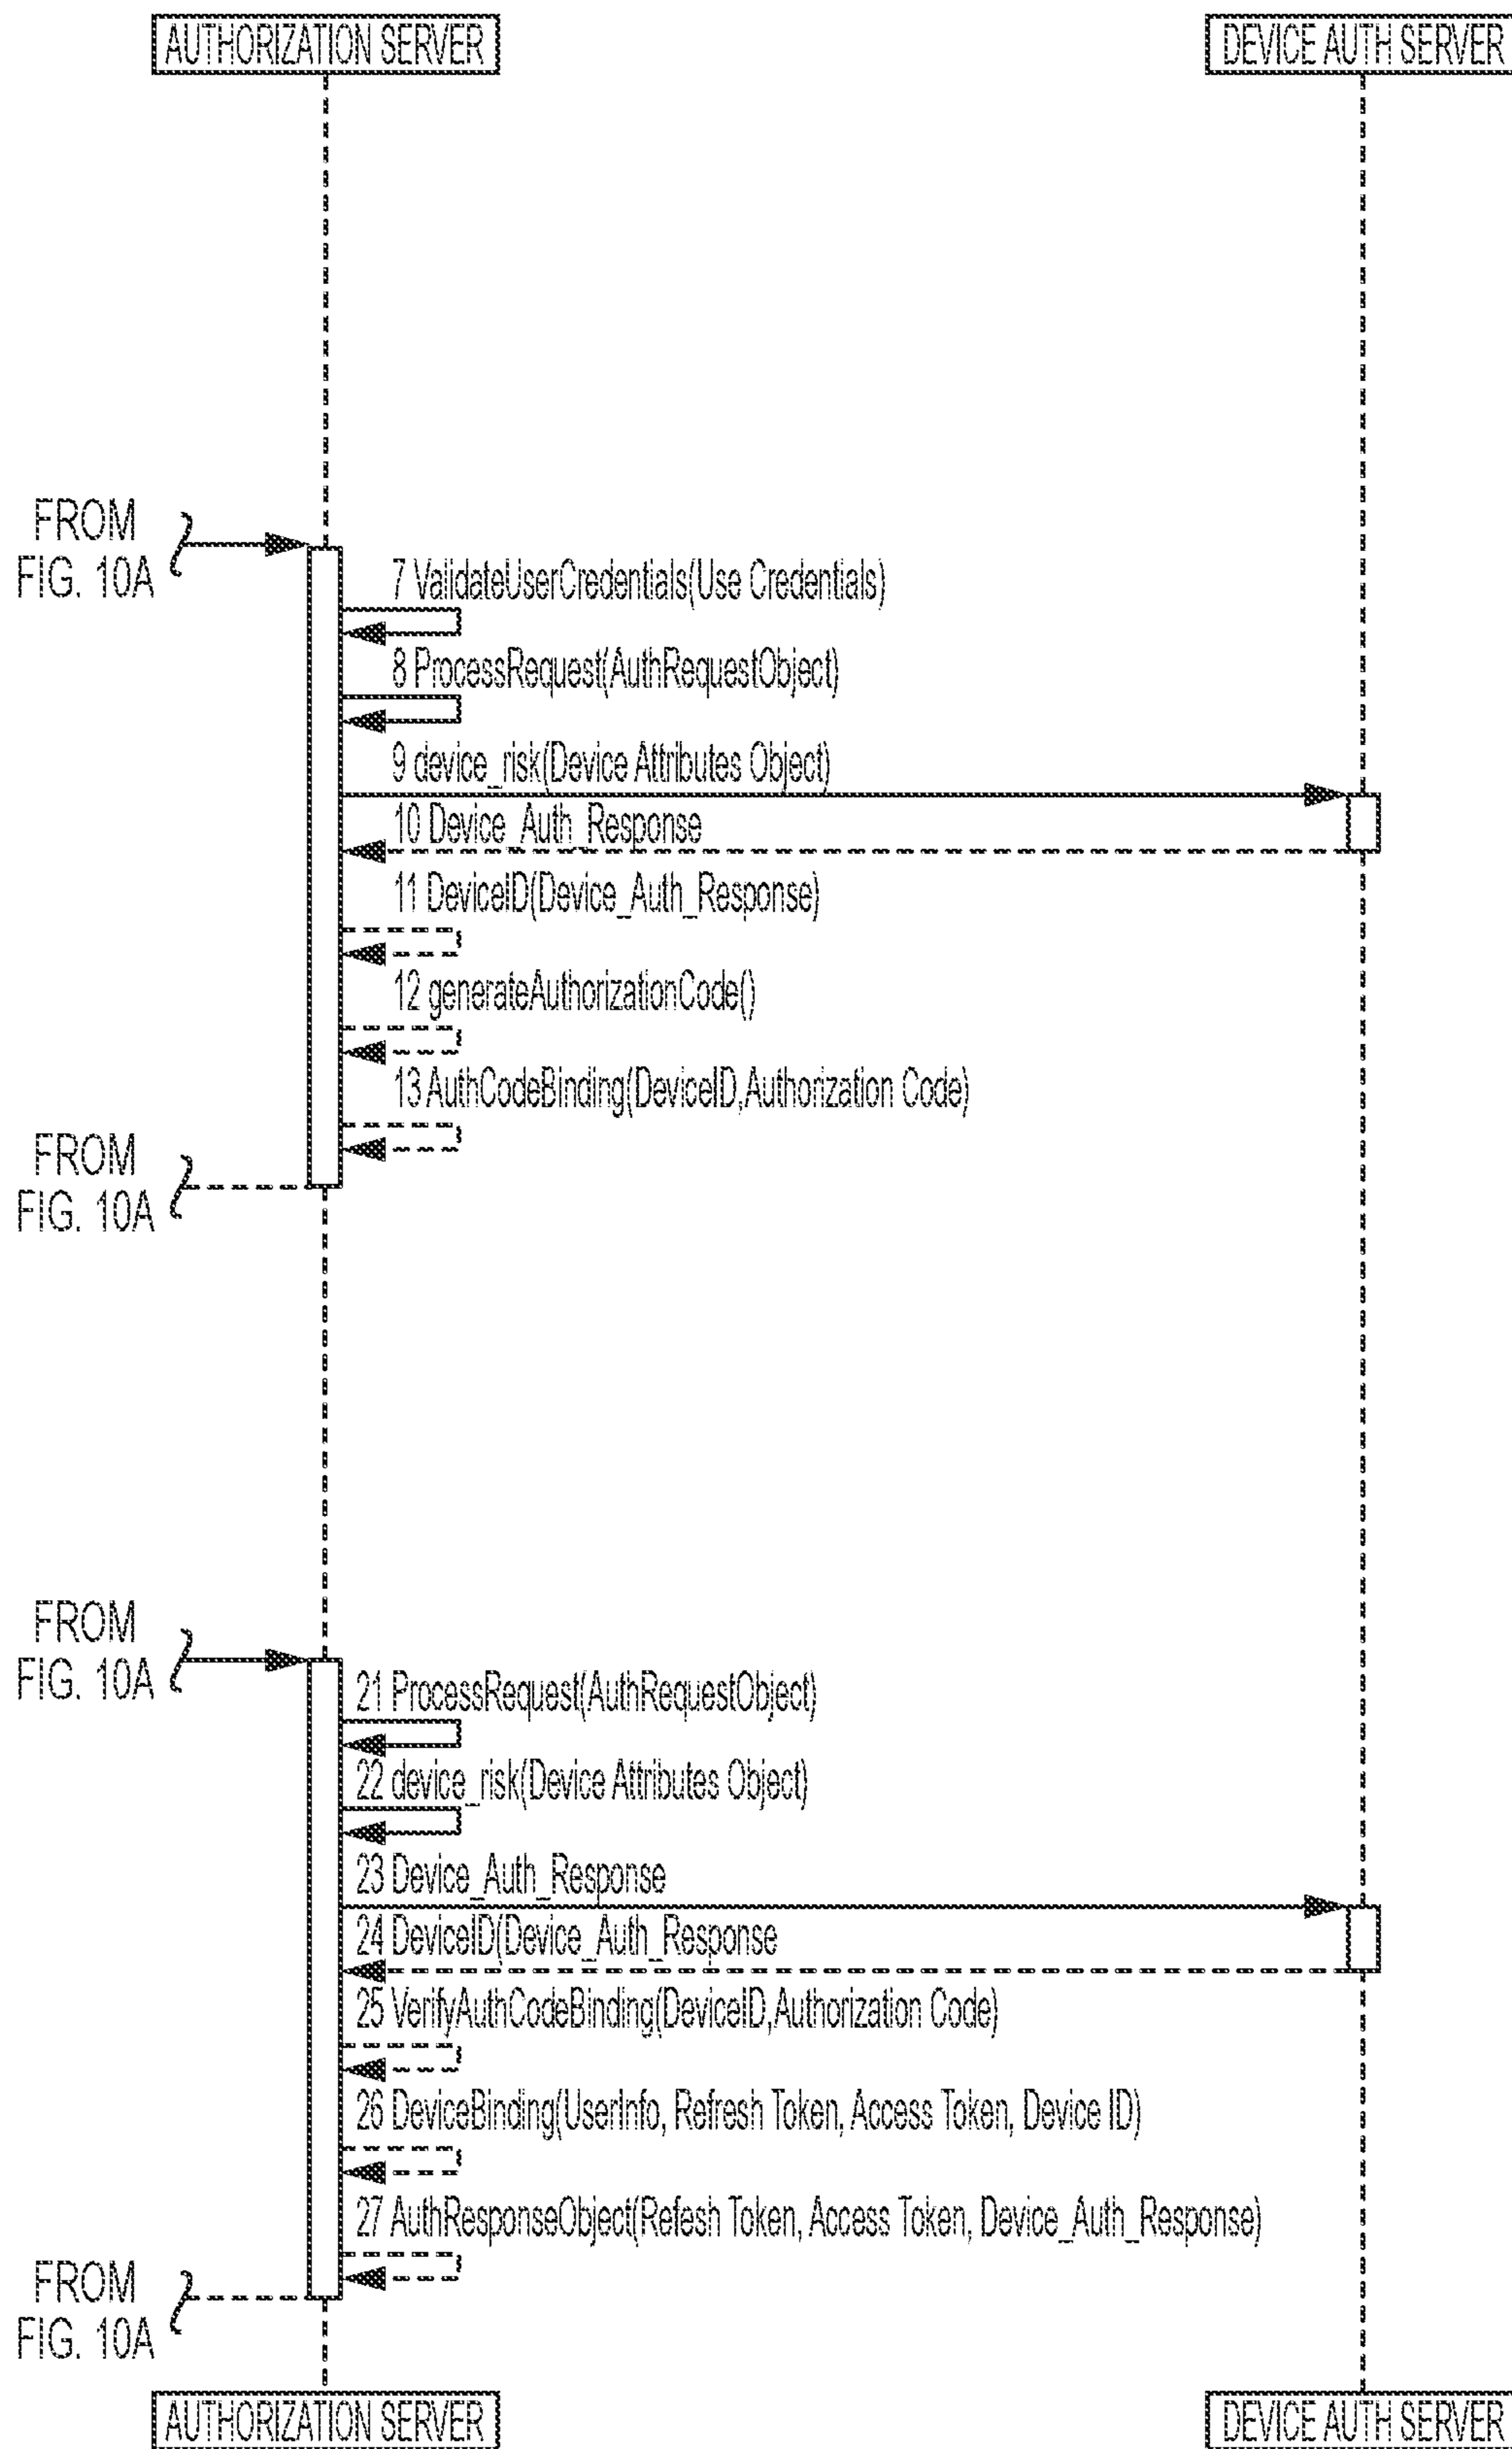 AUTHORIZATION SERVER
DEVICE AUTH SERVER
FROM
FIG. 10A
7 ValidateUserCredentials(Use Credentials)
8 ProcessRequest(AuthRequestObject)
9 device_risk(Device Attributes Object)
10 Device_Auth_Response
11 DeviceID(Device_Auth_Response)
12 generateAuthorizationCode()
13 AuthCodeBinding(DeviceID,Authorization Code)
FROM
FIG. 10A
FROM
FIG. 10A
21 ProcessRequest(AuthRequestObject)
22 device_risk(Device Attributes Object)
23 Device_Auth_Response
24 DeviceID(Device_Auth_Response
25 VerifyAuthCodeBinding(DeviceID,Authorization Code)
26 DeviceBinding(UserInfo, Refresh Token, Access Token, Device ID)
27 AuthResponseObject(Refesh Token, Access Token, Device_Auth_Response)
FROM
FIG. 10A
AUTHORIZATION SERVER
DEVICE AUTH SERVER